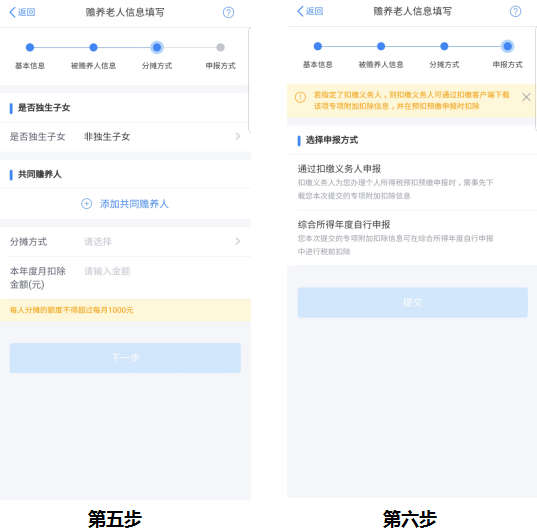 返回
赡养老人信息填写
基本信息
被赡养人信息
分摊方式
申报方式
是否独生子女
是否独生子女
非独生子女
共同赡养人
添加共同赡养人
分摊方式
请选择
本年度月扣除
金额(元)
请输入金额
每人分摊的额度不得超过每月1000元
下一步
第五步
返回
赡养老人信息填写
基本信息
被赡养人信息
分摊方式
申报方式
若指定了扣缴义务人，则扣缴义务人可通过扣缴客户端下载
该项专项附加扣除信息，并在预扣预缴申报时扣除
选择申报方式
通过扣缴义务人申报
扣缴义务人为您办理个人所得税预扣预缴申报时，需事先下
载您本次提交的专项附加扣除信息
综合所得年度自行申报
您本次提交的专项附加扣除信息可在综合所得年度自行申报
中进行税前扣除
提交
第六步